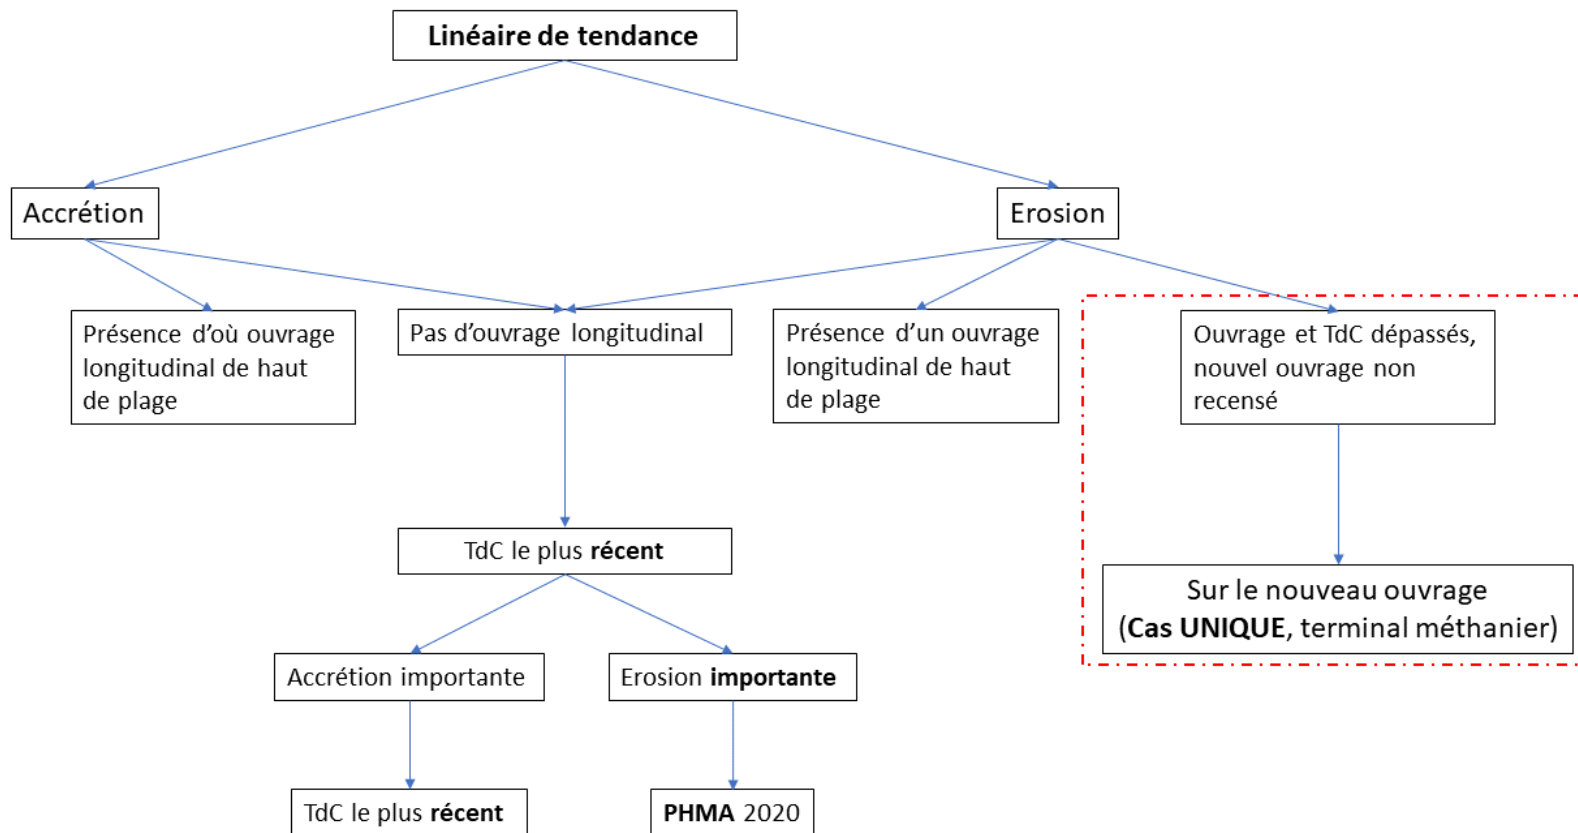 Linéaire de tendance
Accrétion
Erosion
Présence d’où ouvrage
longitudinal de haut
de plage
Pas d’ouvrage longitudinal
Présence d’un ouvrage
longitudinal de haut
de plage
Ouvrage et TdC dépassés,
nouvel ouvrage non
recensé
TdC le plus récent
Sur le nouveau ouvrage
(Cas UNIQUE, terminal méthanier)
Accrétion importante
Erosion importante
TdC le plus récent
PHMA 2020